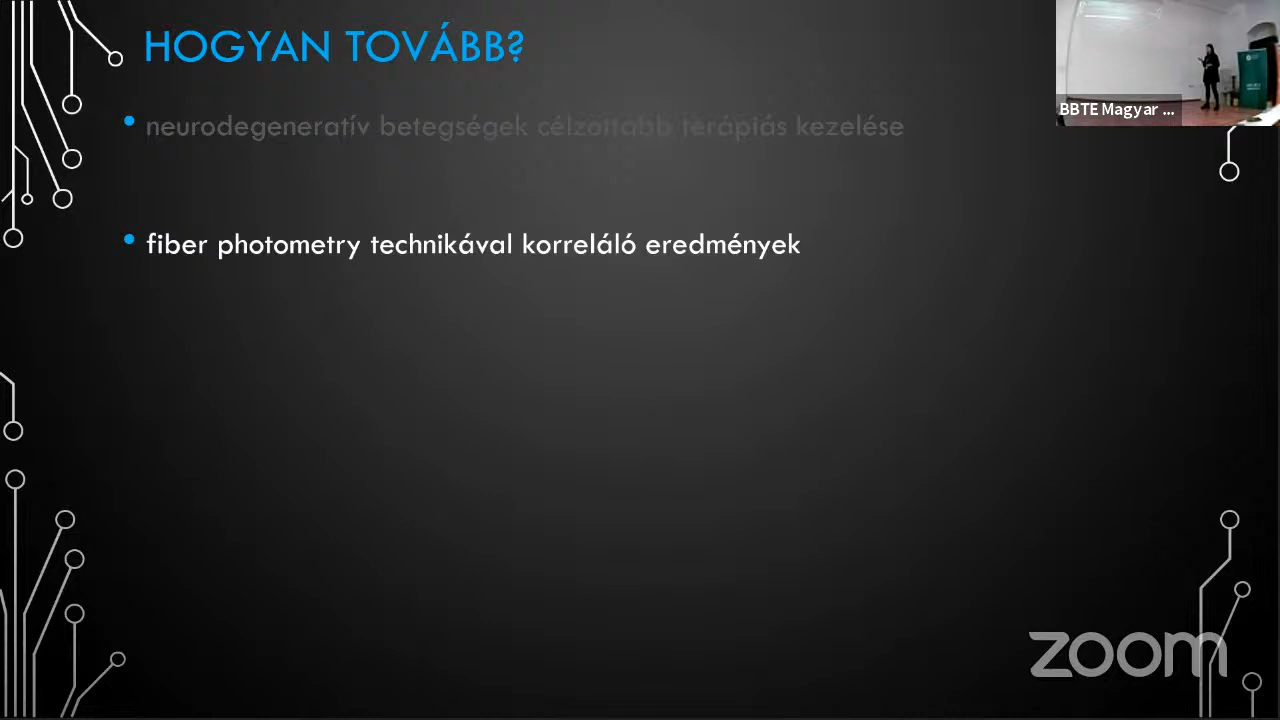 HOGYAN TOVÁBB?
neurodegeneratív betegségek célzottabb terápiás kezelése
fiber photometry technikával korreláló eredmények
BBTE Magyar ...
zoom